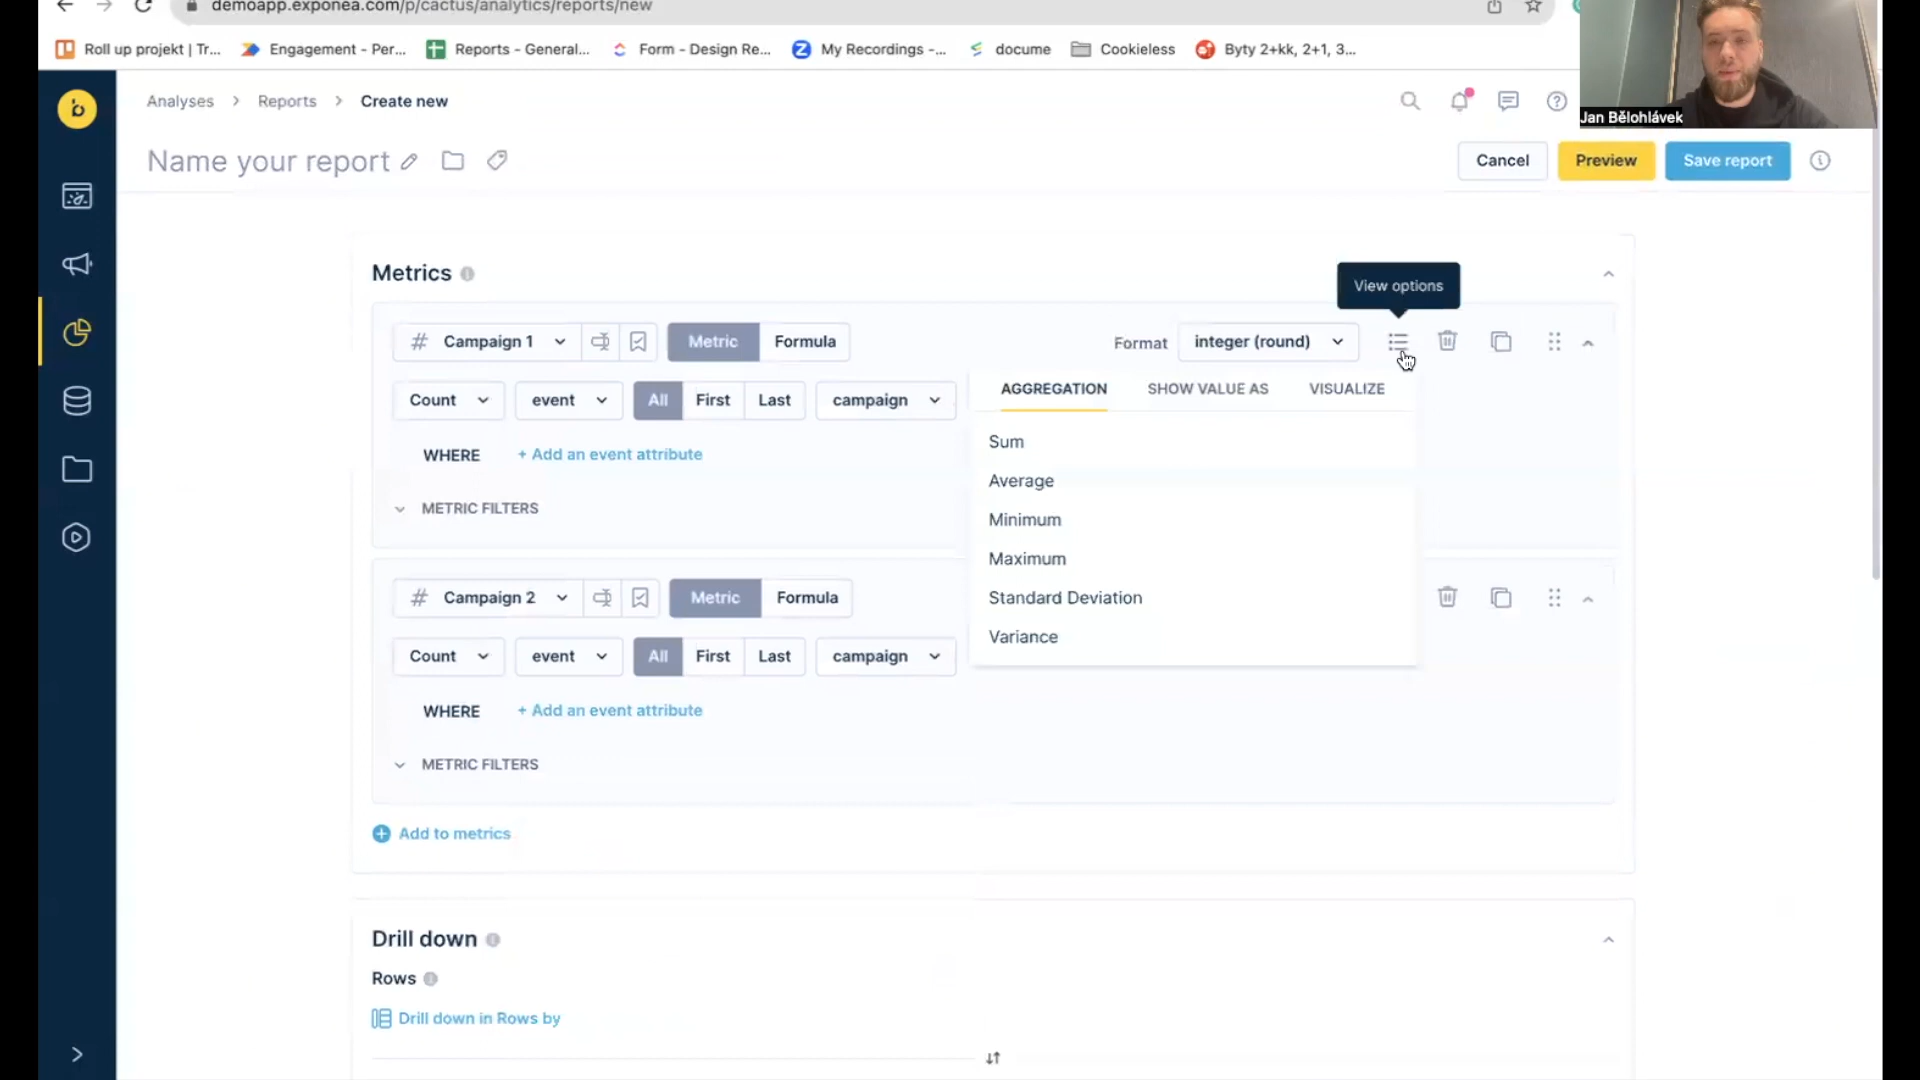 demoapp.exponea.com/p/cactus/analytics/reports/new
Roll up projekt | Tr... Engagement - Per... Reports - General... Form - Design Re... My Recordings -... docume Cookieless Byty 2+kk, 2+1, 3...
Jan Bělohlávek
Analyses > Reports > Create new
Name your report
Cancel Preview Save report
Metrics
View options
# Campaign 1 Metric Formula Format integer (round)
Count event All First Last campaign
AGGREGATION SHOW VALUE AS VISUALIZE
Sum
WHERE + Add an event attribute
Average
METRIC FILTERS
Minimum
Maximum
Standard Deviation
Variance
# Campaign 2 Metric Formula
Count event All First Last campaign
WHERE + Add an event attribute
METRIC FILTERS
Add to metrics
Drill down
Rows
Drill down in Rows by